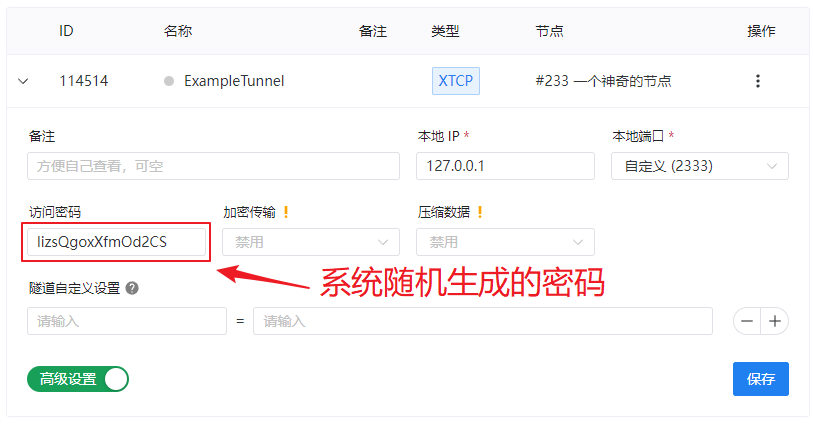 ID 名称 备注 类型 节点 操作
114514 ExampleTunnel XTCP #233 一个神奇的节点
备注 本地 IP * 本地端口 *
方便自己查看，可空 127.0.0.1 自定义 (2333)
访问密码 加密传输 ! 压缩数据 !
IizsQgoxXfmOd2CS 禁用 禁用
系统随机生成的密码
隧道自定义设置 ?
请输入 = 请输入
高级设置 保存